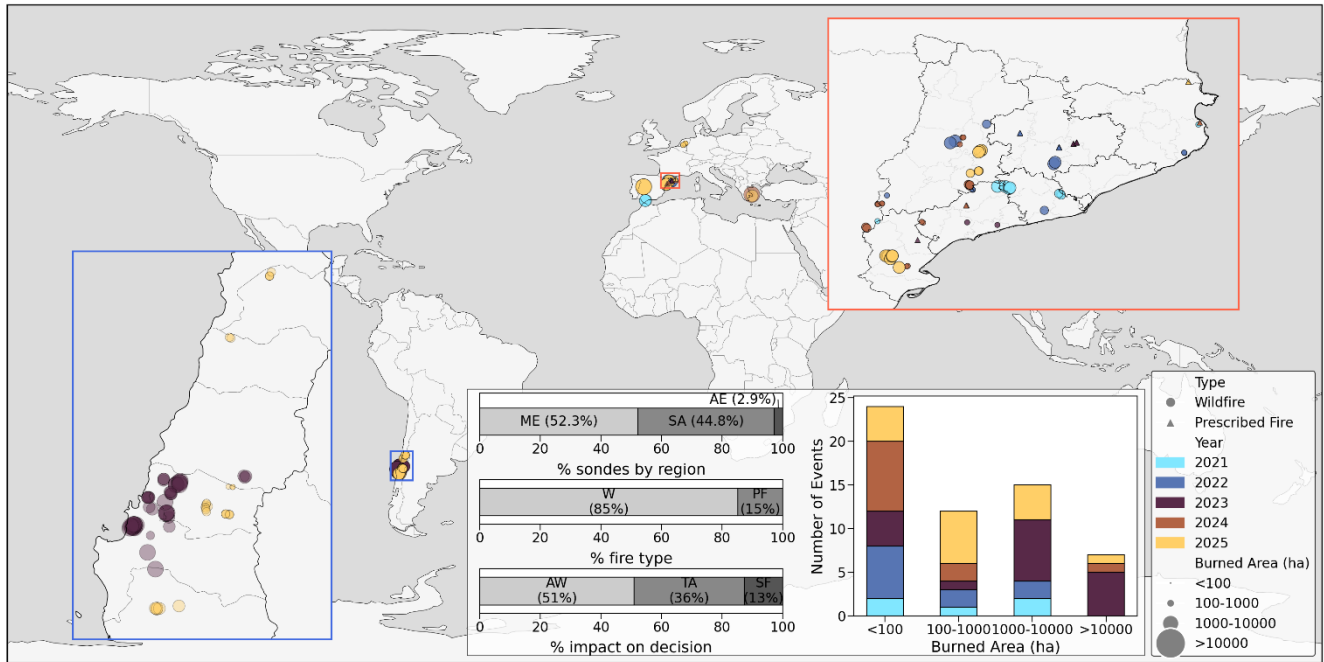 AE (2.9%)
ME (52.3%)
SA (44.8%)
0 20 40 60 80 100
% sondes by region
W
(85%)
PF
(15%)
0 20 40 60 80 100
% fire type
AW
(51%)
TA
(36%)
SF
(13%)
0 20 40 60 80 100
% impact on decision
Number of Events
25
20
15
10
5
0
<100 100-1000 1000-10000 >10000
Burned Area (ha)
Type
Wildfire
Prescribed Fire
Year
2021
2022
2023
2024
2025
Burned Area (ha)
<100
100-1000
1000-10000
>10000